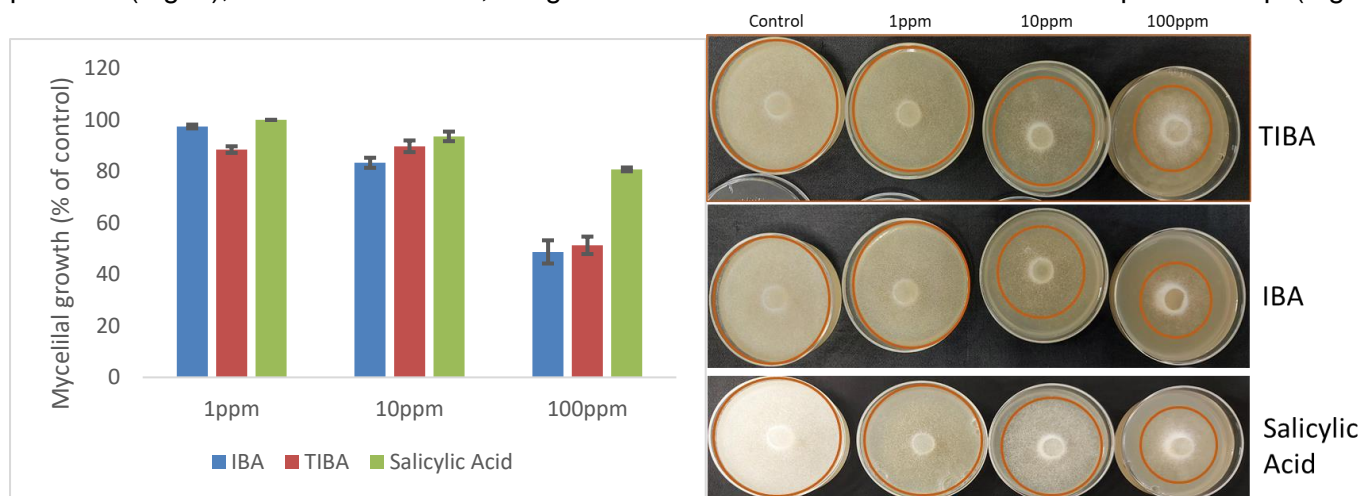 Control 1ppm 10ppm 100ppm
Mycelilal growth (% of control)
120
100
80
60
40
20
0
1ppm 10ppm 100ppm
IBA TIBA Salicylic Acid
TIBA
IBA
Salicylic
Acid